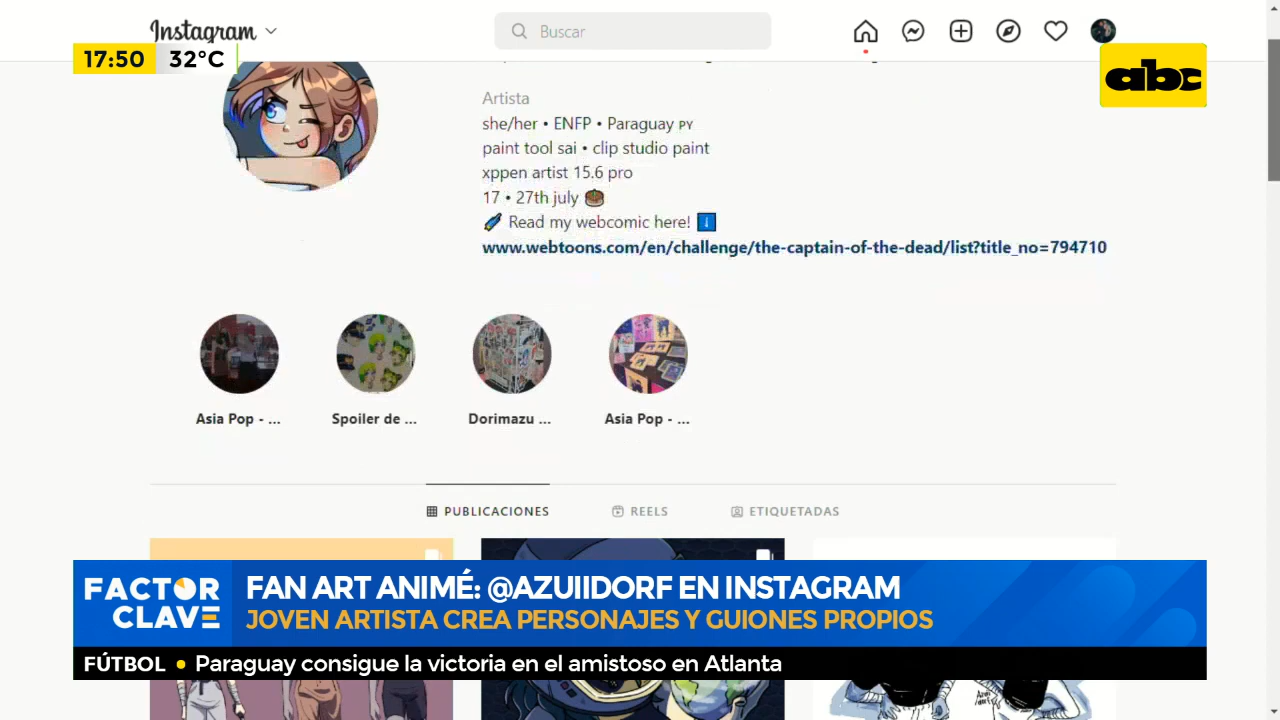 Instagram
Buscar
17:50 32°C
abc
Artista
she/her • ENFP • Paraguay PY
paint tool sai • clip studio paint
xppen artist 15.6 pro
17 • 27th july 🎂
🖊️ Read my webcomic here! ⬇️
www.webtoons.com/en/challenge/the-captain-of-the-dead/list?title_no=794710
Asia Pop - ...
Spoiler de ...
Dorimazu ...
Asia Pop - ...
PUBLICACIONES
REELS
ETIQUETADAS
FACTOR
CLAVE
FAN ART ANIMÉ: @AZUIIDORF EN INSTAGRAM
JOVEN ARTISTA CREA PERSONAJES Y GUIONES PROPIOS
FÚTBOL • Paraguay consigue la victoria en el amistoso en Atlanta